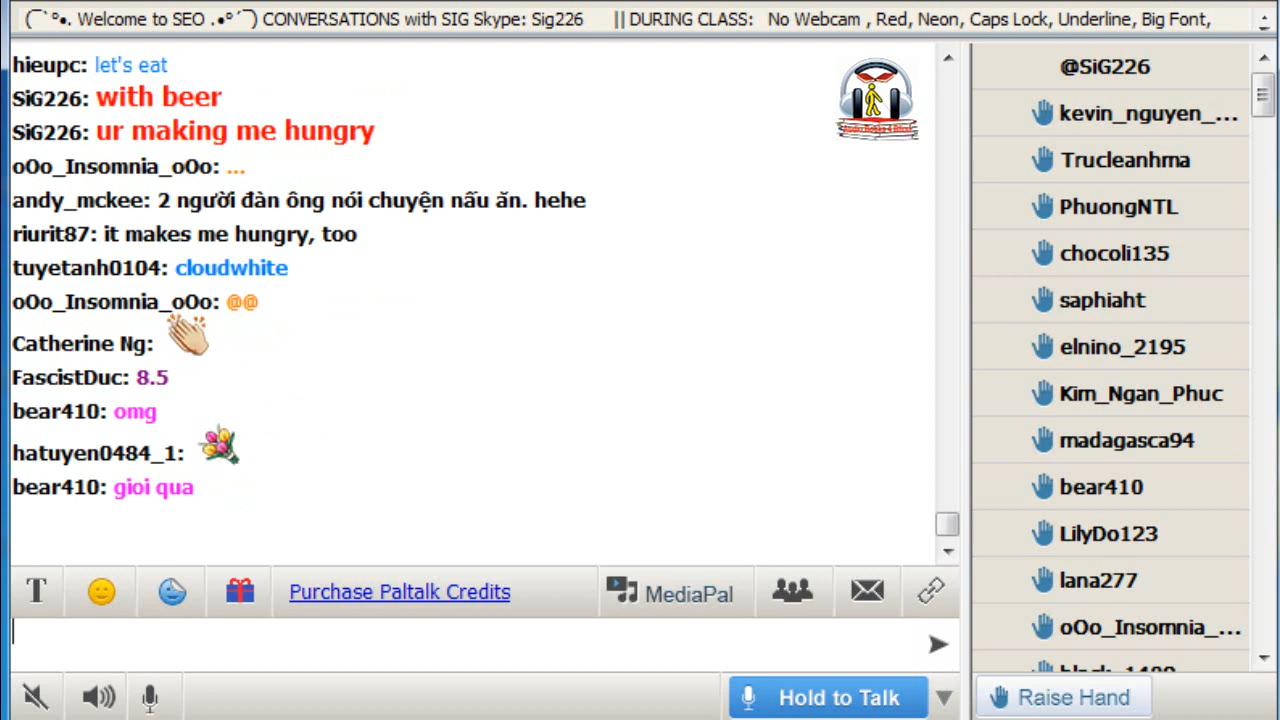 (¯`°•. Welcome to SEO .•°´¯) CONVERSATIONS with SIG Skype: Sig226 || DURING CLASS: No Webcam , Red, Neon, Caps Lock, Underline, Big Font,
hieupc: let's eat
SiG226: with beer
SiG226: ur making me hungry
oOo_Insomnia_oOo: ...
andy_mckee: 2 người đàn ông nói chuyện nấu ăn. hehe
riurit87: it makes me hungry, too
tuyetanh0104: cloudwhite
oOo_Insomnia_oOo: @@
Catherine Ng:
FascistDuc: 8.5
bear410: omg
hatuyen0484_1:
bear410: gioi qua
T
Purchase Paltalk Credits
MediaPal
Hold to Talk
@SiG226
kevin_nguyen_...
Trucleanhma
PhuongNTL
chocoli135
saphiaht
elnino_2195
Kim_Ngan_Phuc
madagasca94
bear410
LilyDo123
lana277
oOo_Insomnia_...
Raise Hand